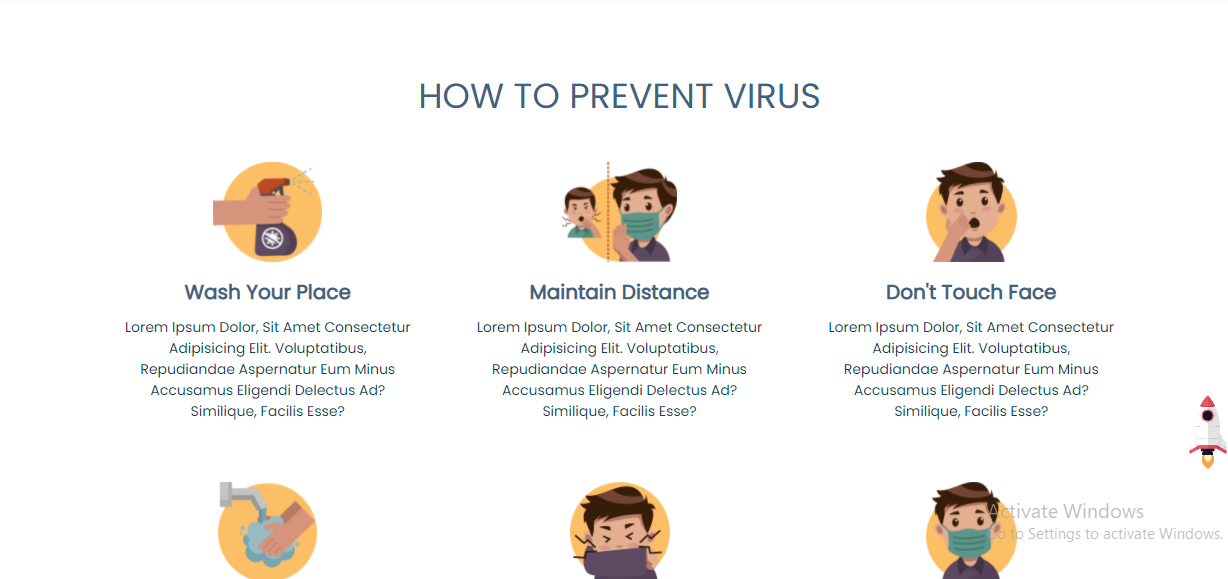 HOW TO PREVENT VIRUS
Wash Your Place
Lorem Ipsum Dolor, Sit Amet Consectetur
Adipisicing Elit. Voluptatibus,
Repudiandae Aspernatur Eum Minus
Accusamus Eligendi Delectus Ad?
Similique, Facilis Esse?
Maintain Distance
Lorem Ipsum Dolor, Sit Amet Consectetur
Adipisicing Elit. Voluptatibus,
Repudiandae Aspernatur Eum Minus
Accusamus Eligendi Delectus Ad?
Similique, Facilis Esse?
Don't Touch Face
Lorem Ipsum Dolor, Sit Amet Consectetur
Adipisicing Elit. Voluptatibus,
Repudiandae Aspernatur Eum Minus
Accusamus Eligendi Delectus Ad?
Similique, Facilis Esse?
Activate Windows
Go to Settings to activate Windows.